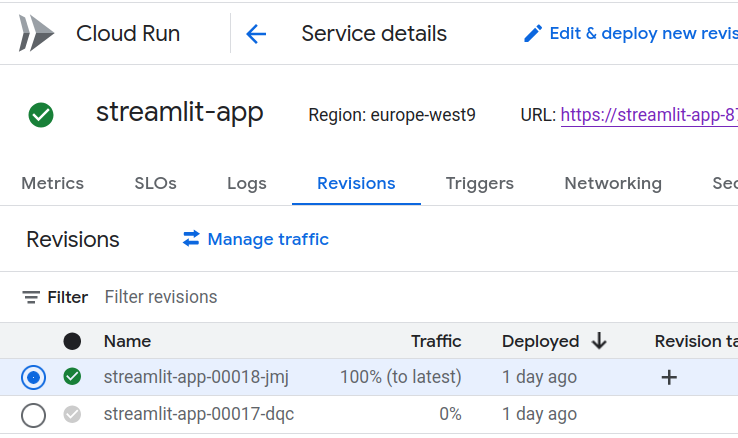 Cloud Run Service details Edit & deploy new revis
streamlit-app Region: europe-west9 URL: https://streamlit-app-87
Metrics SLOs Logs Revisions Triggers Networking Sec
Revisions Manage traffic
Filter Filter revisions
Name Traffic Deployed Revision ta
streamlit-app-00018-jmj 100% (to latest) 1 day ago
streamlit-app-00017-dqc 0% 1 day ago